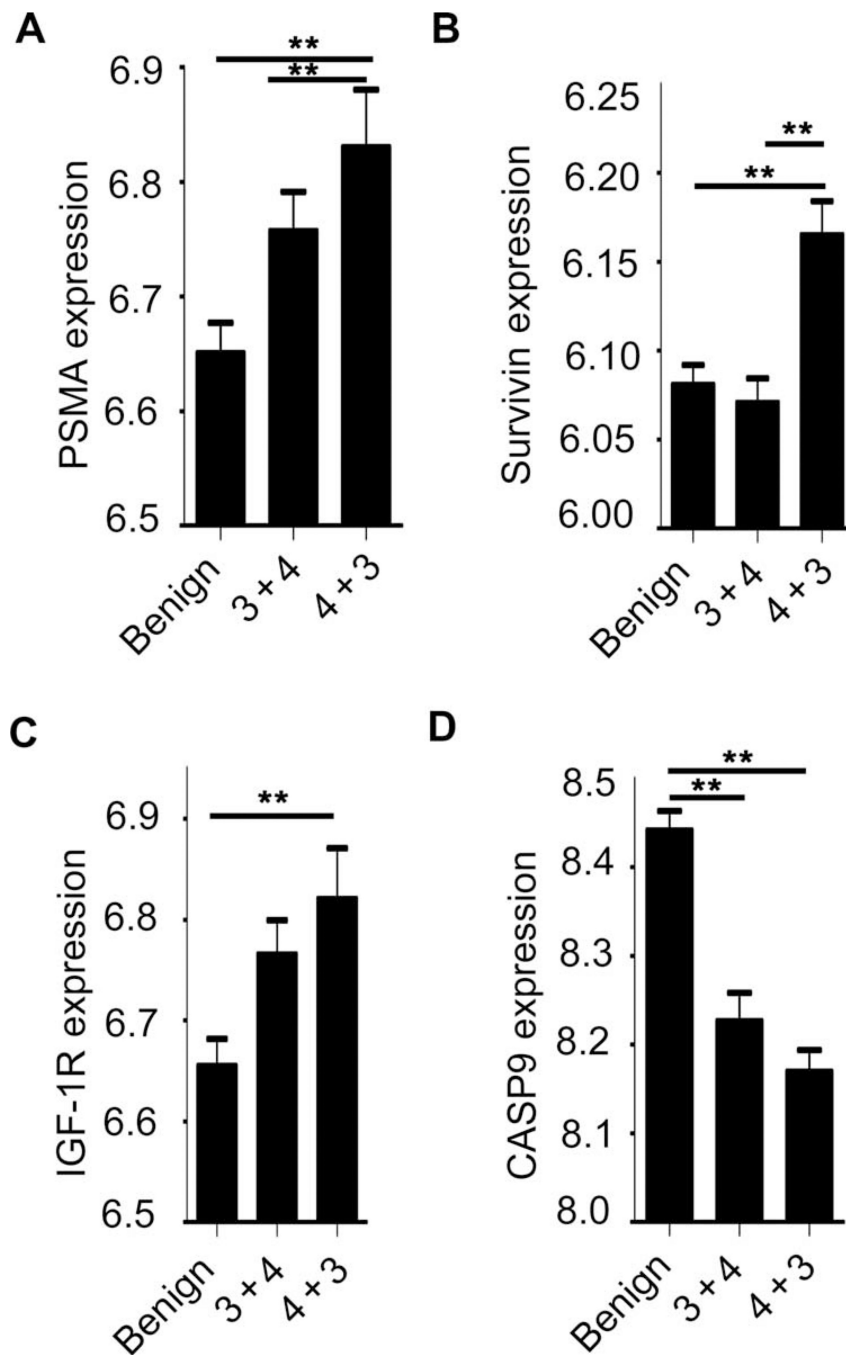 A
PSMA expression
6.9
6.8
6.7
6.6
6.5
**
**
Benign
3 + 4
4 + 3
B
Survivin expression
6.25
6.20
6.15
6.10
6.05
6.00
**
**
Benign
3 + 4
4 + 3
C
IGF-1R expression
6.9
6.8
6.7
6.6
6.5
**
Benign
3 + 4
4 + 3
D
CASP9 expression
8.5
8.4
8.3
8.2
8.1
8.0
**
**
Benign
3 + 4
4 + 3